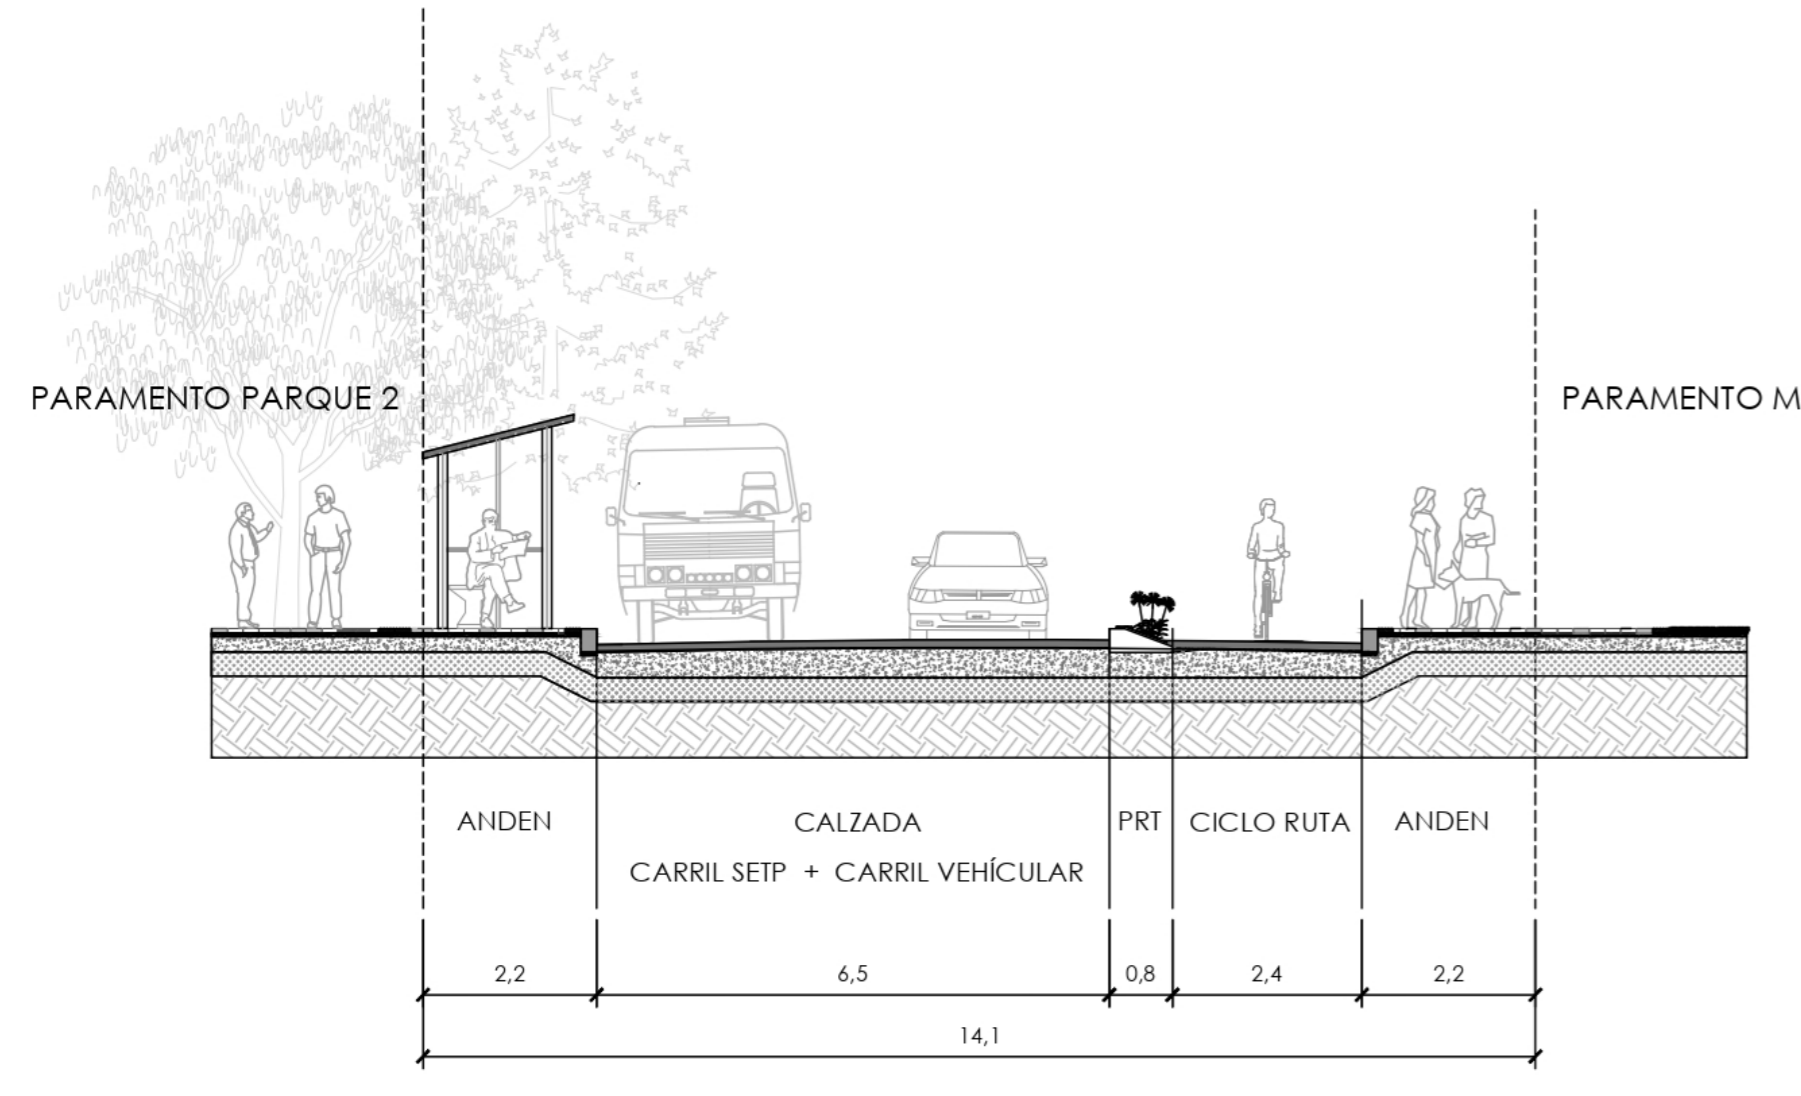 PARAMENTO PARQUE 2
PARAMENTO M
ANDEN
CALZADA
PRT
CICLO RUTA
ANDEN
CARRIL SETP + CARRIL VEHÍCULAR
2,2
6,5
0,8
2,4
2,2
14,1